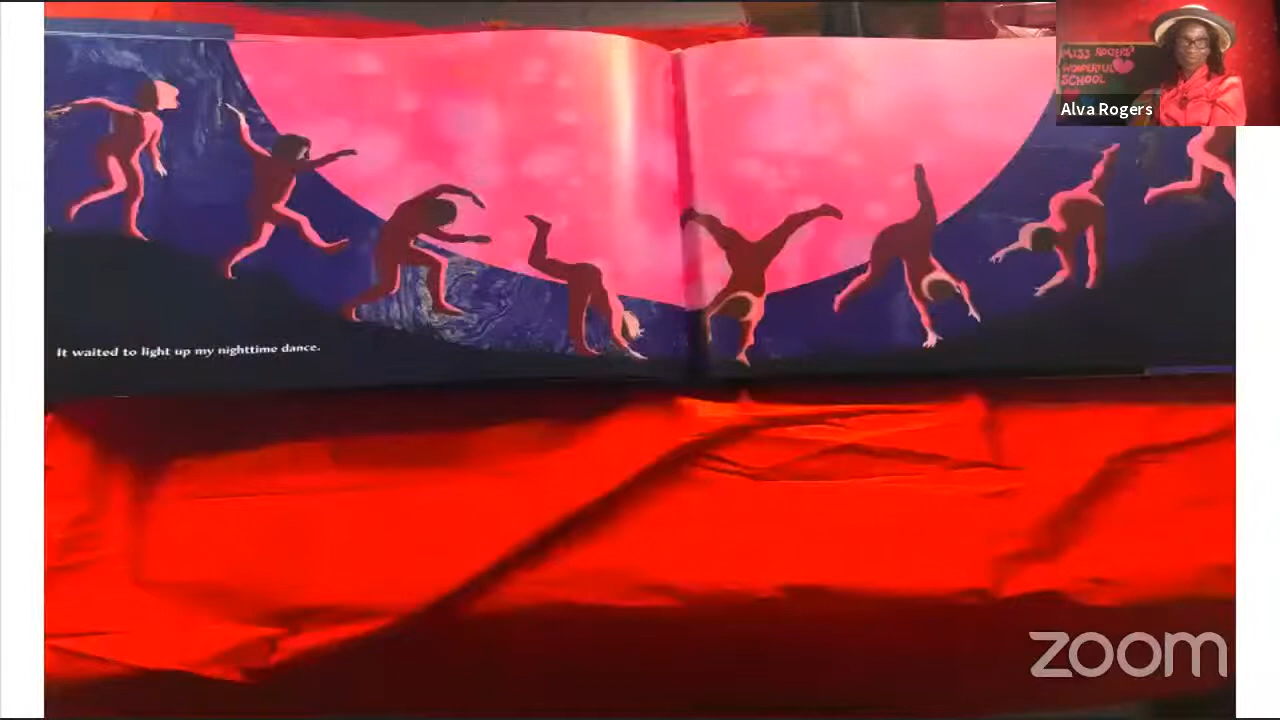 MISS ROGERS'
WONDERFUL
SCHOOL
Alva Rogers
It waited to light up my nighttime dance.
zoom